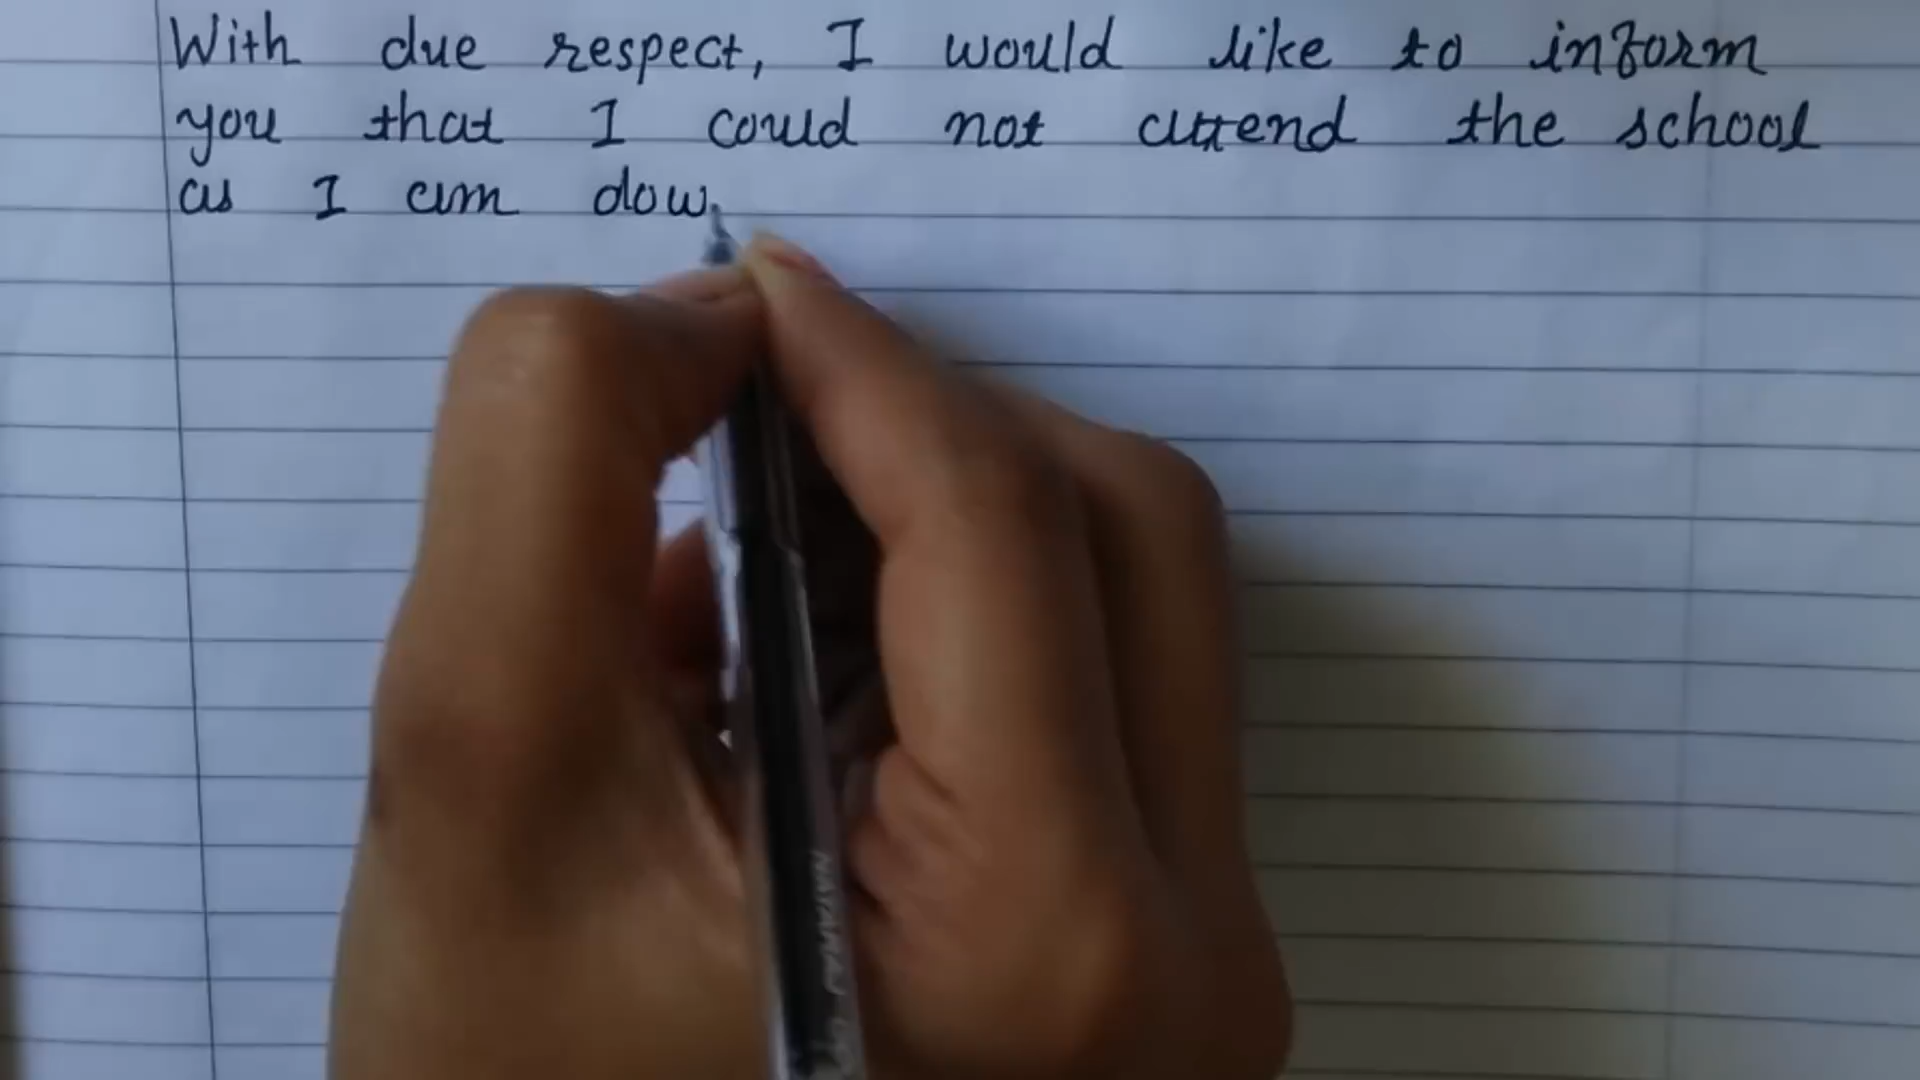 With due respect, I would like to inform
you that I could not attend the school
as I am dow